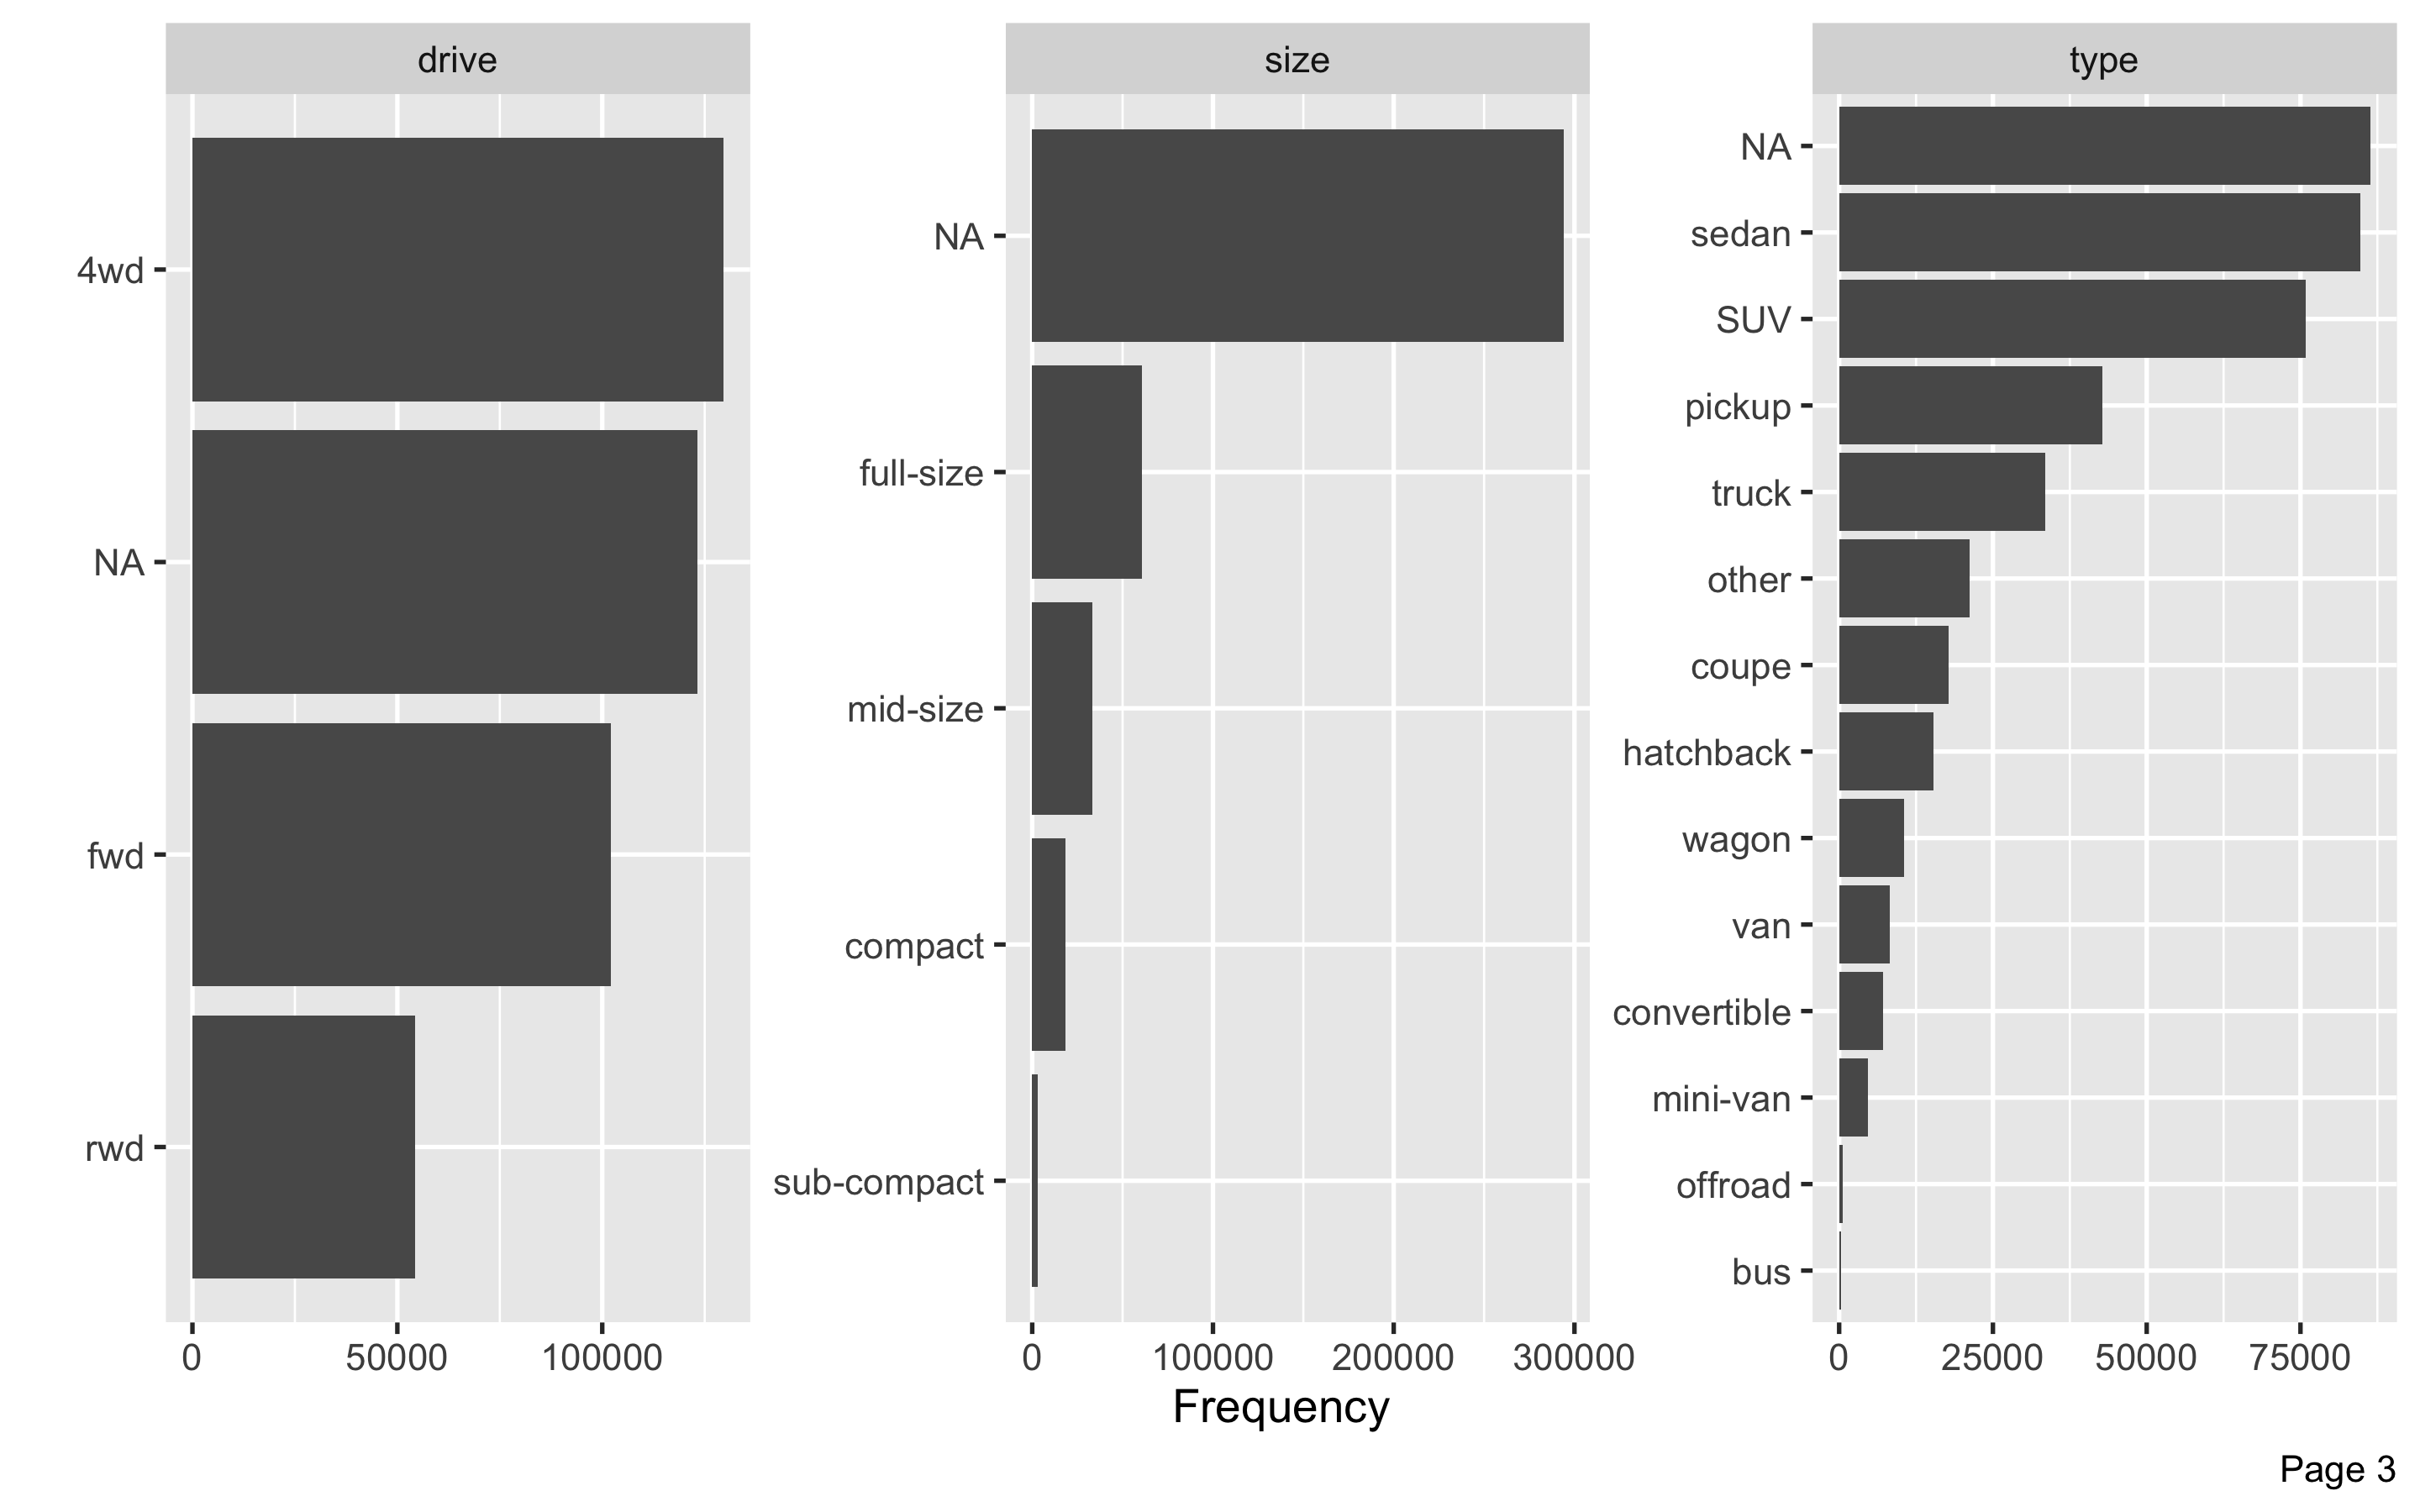 drive
4wd
NA
fwd
rwd
0 50000 100000
size
NA
full-size
mid-size
compact
sub-compact
0 100000 200000 300000
type
NA
sedan
SUV
pickup
truck
other
coupe
hatchback
wagon
van
convertible
mini-van
offroad
bus
0 25000 50000 75000
Frequency
Page 3